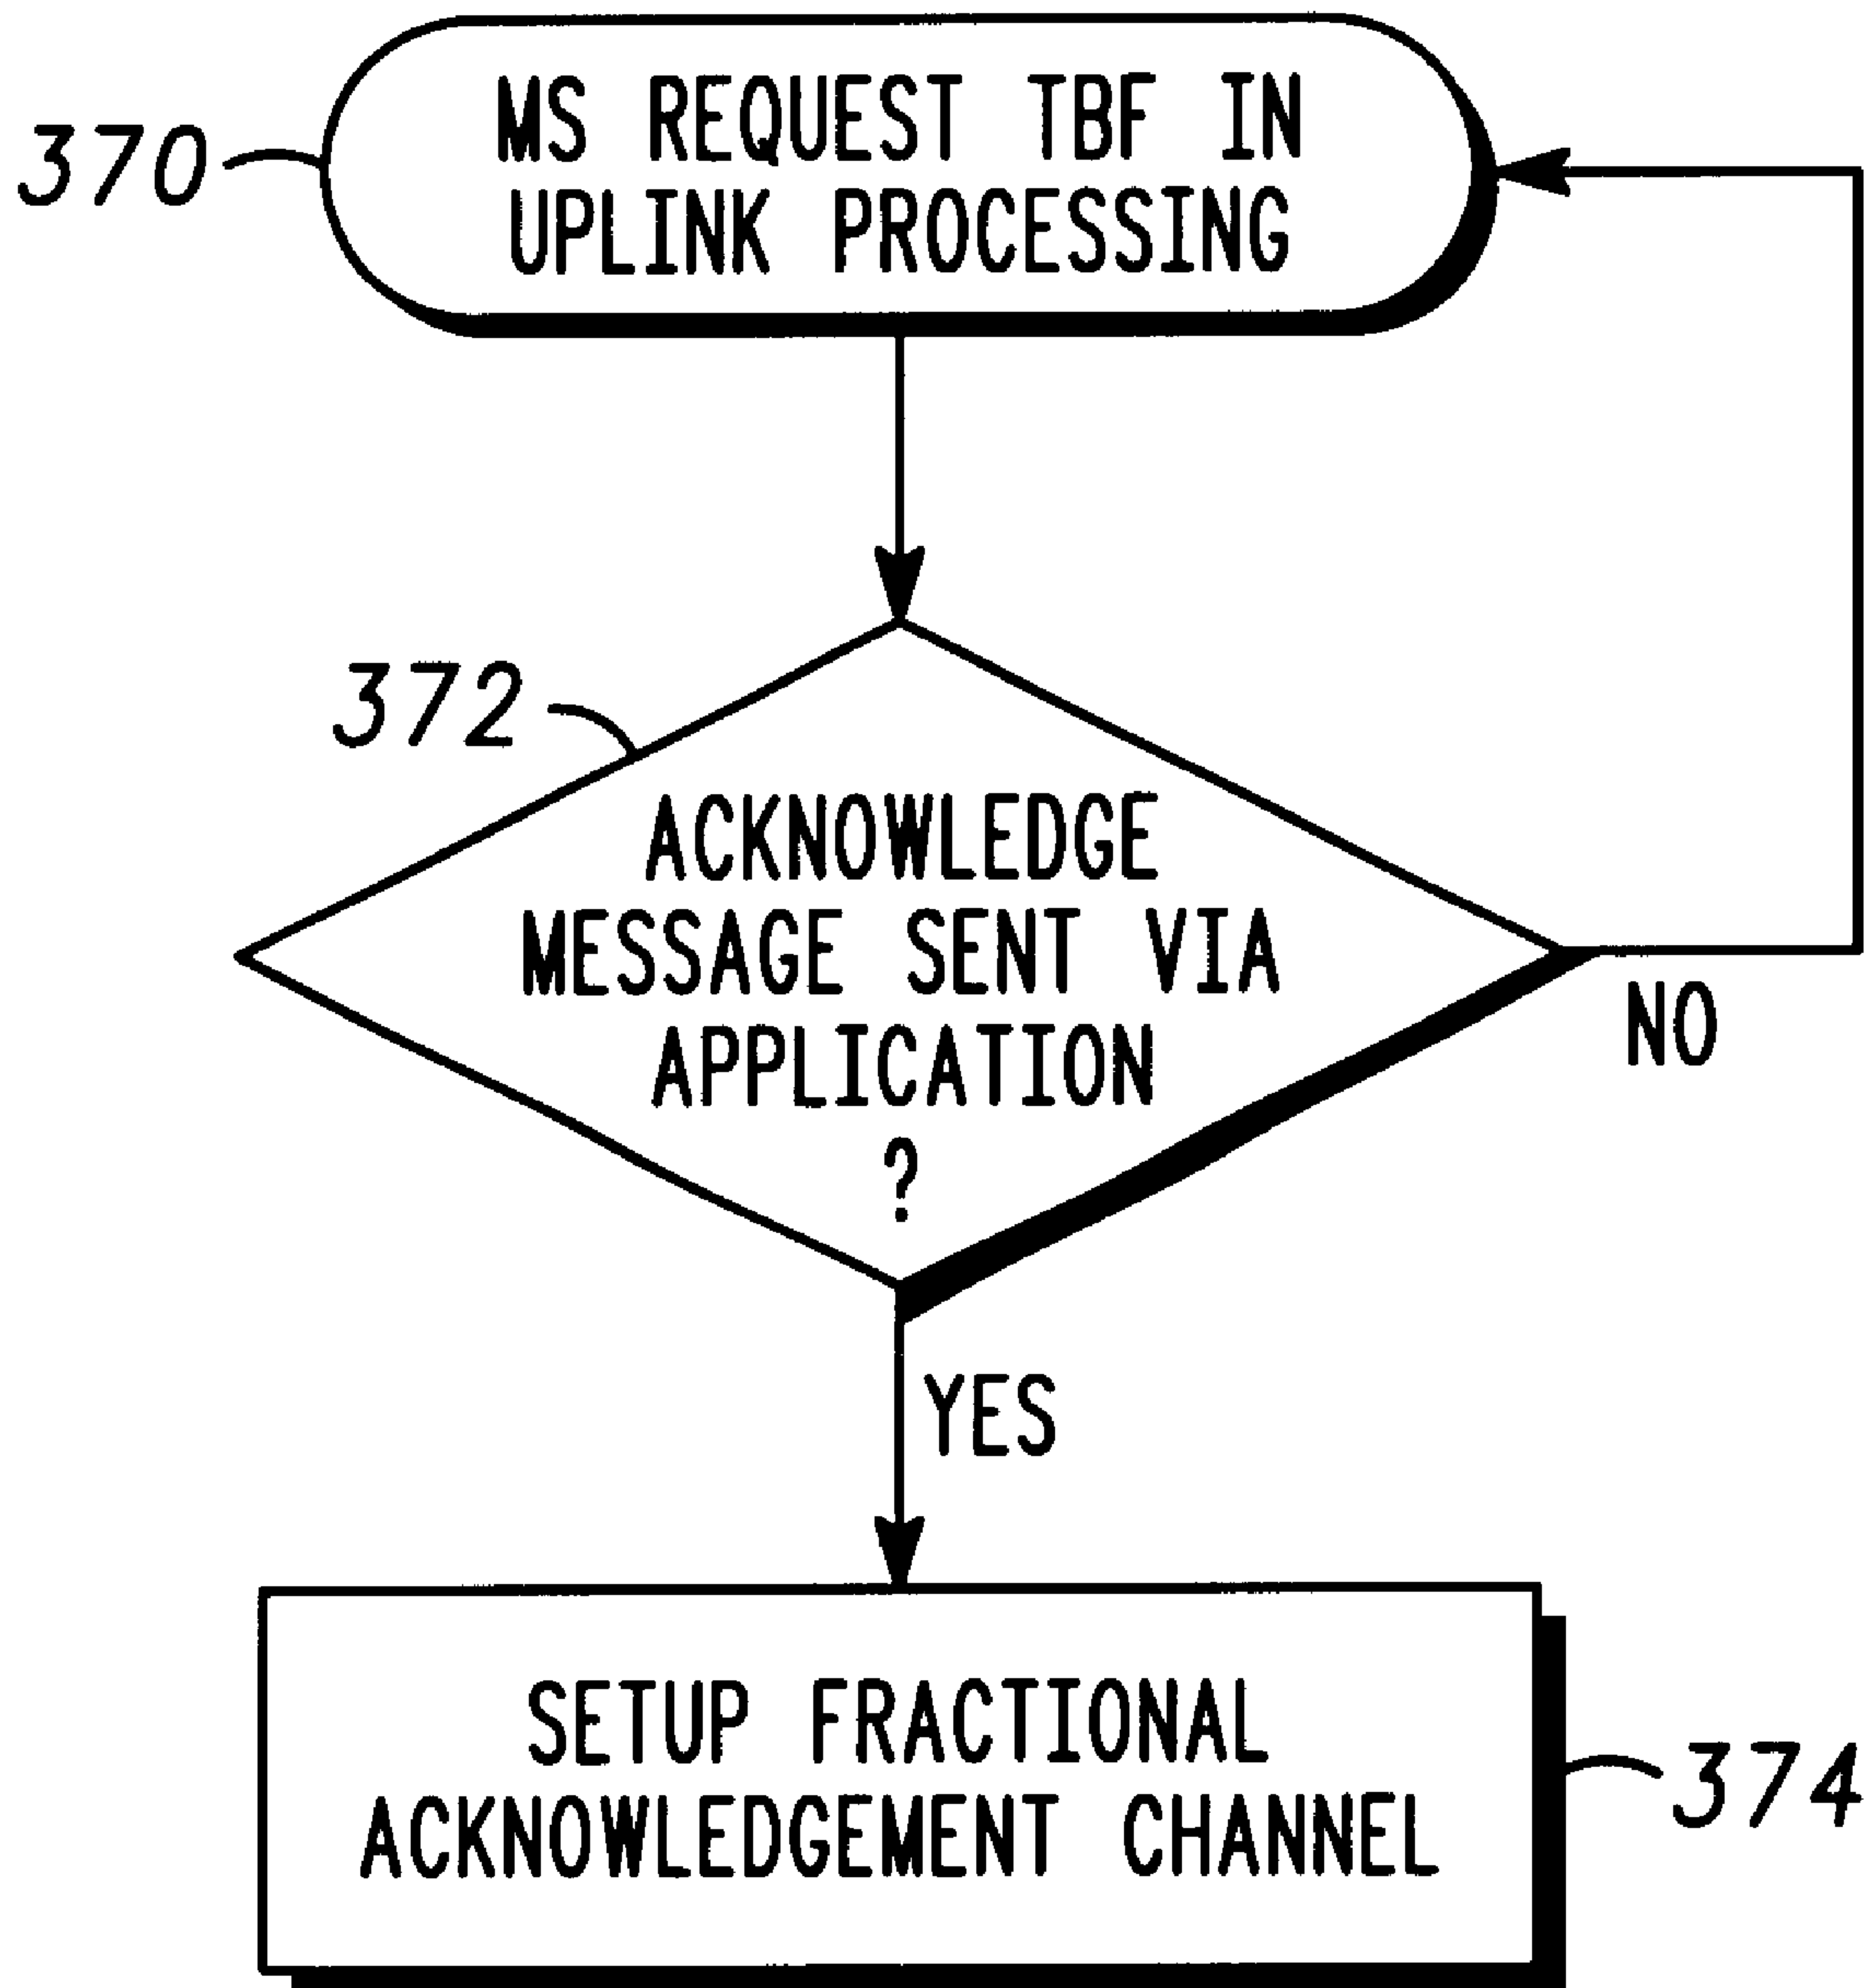 MS REQUEST TBF IN
UPLINK PROCESSING
370
372
ACKNOWLEDGE
MESSAGE SENT VIA
APPLICATION
?
NO
YES
SETUP FRACTIONAL
ACKNOWLEDGEMENT CHANNEL
374